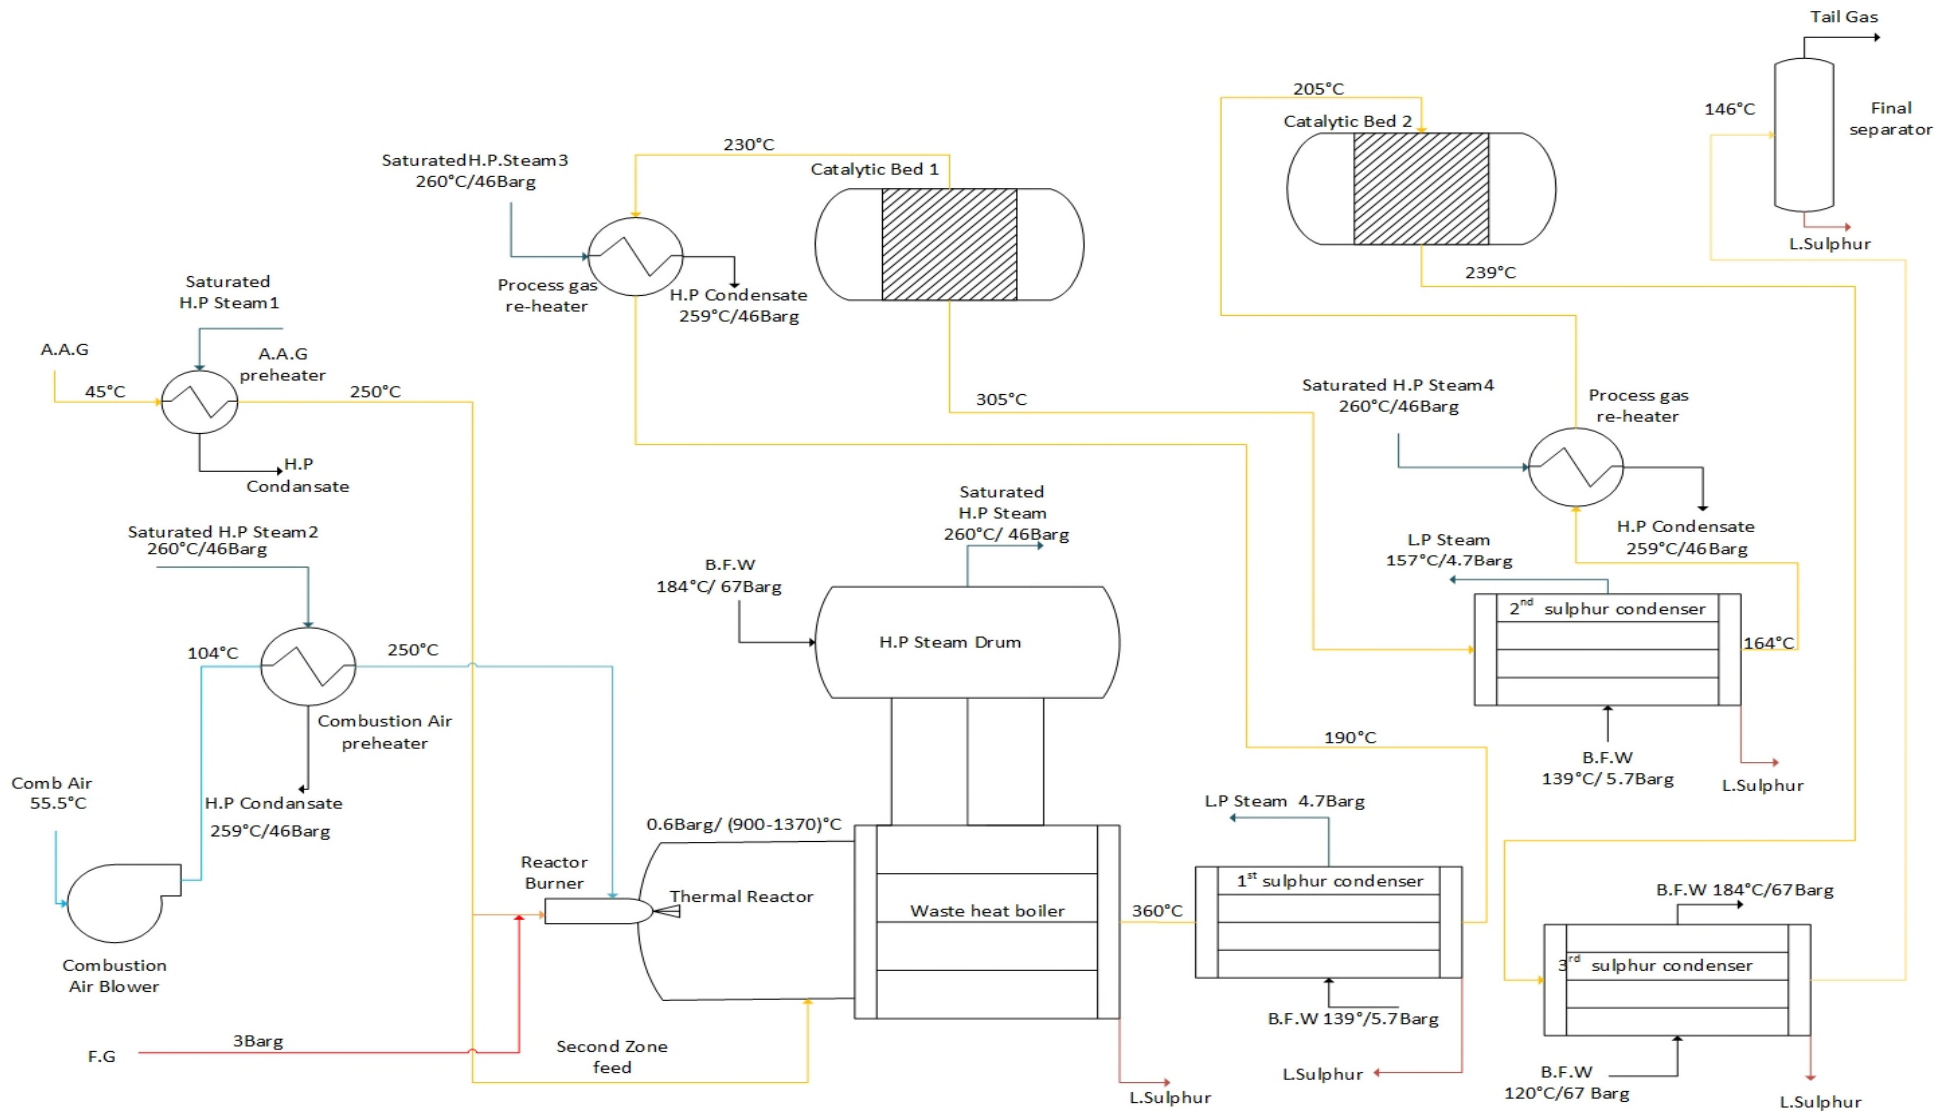 Tail Gas
146°C
Final
separator
L.Sulphur
205°C
Catalytic Bed 2
239°C
230°C
Catalytic Bed 1
SaturatedH.P.Steam3
260°C/46Barg
Process gas
re-heater
H.P Condensate
259°C/46Barg
305°C
Saturated
H.P Steam1
A.A.G
A.A.G
preheater
45°C
250°C
H.P
Condansate
Saturated H.P Steam4
260°C/46Barg
Process gas
re-heater
H.P Condensate
259°C/46Barg
L.P Steam
157°C/4.7Barg
2nd sulphur condenser
164°C
B.F.W
139°C/ 5.7Barg
L.Sulphur
Saturated H.P Steam2
260°C/46Barg
104°C
250°C
Combustion Air
preheater
H.P Condansate
259°C/46Barg
Comb Air
55.5°C
Combustion
Air Blower
F.G
3Barg
Saturated
H.P Steam
260°C/ 46Barg
B.F.W
184°C/ 67Barg
H.P Steam Drum
0.6Barg/ (900-1370)°C
Reactor
Burner
Thermal Reactor
Waste heat boiler
Second Zone
feed
L.Sulphur
360°C
190°C
L.P Steam 4.7Barg
1st sulphur condenser
B.F.W 139°/5.7Barg
L.Sulphur
B.F.W 184°C/67Barg
3rd sulphur condenser
B.F.W
120°C/67 Barg
L.Sulphur